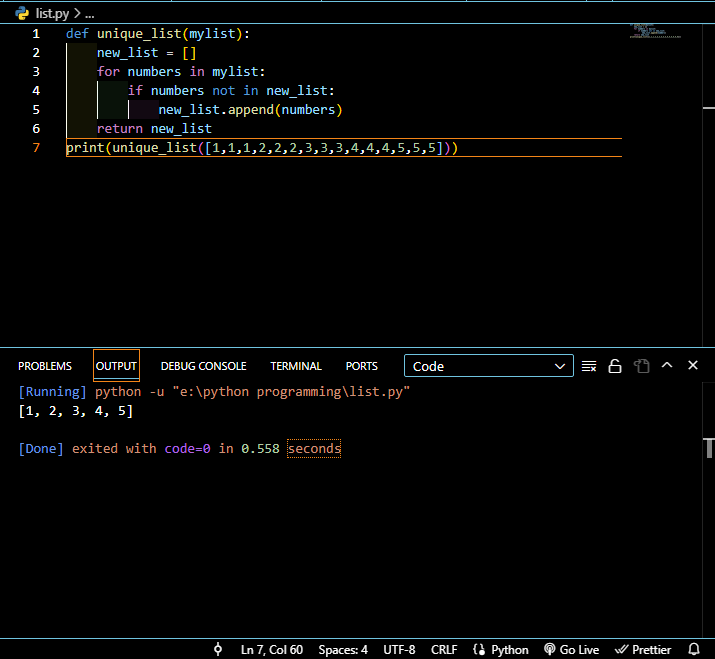 list.py > ...
1 def unique_list(mylist):
2     new_list = []
3     for numbers in mylist:
4         if numbers not in new_list:
5             new_list.append(numbers)
6     return new_list
7 print(unique_list([1,1,1,2,2,2,3,3,3,4,4,4,5,5,5]))
PROBLEMS OUTPUT DEBUG CONSOLE TERMINAL PORTS Code
[Running] python -u "e:\python programming\list.py"
[1, 2, 3, 4, 5]
[Done] exited with code=0 in 0.558 seconds
Ln 7, Col 60 Spaces: 4 UTF-8 CRLF Python Go Live Prettier